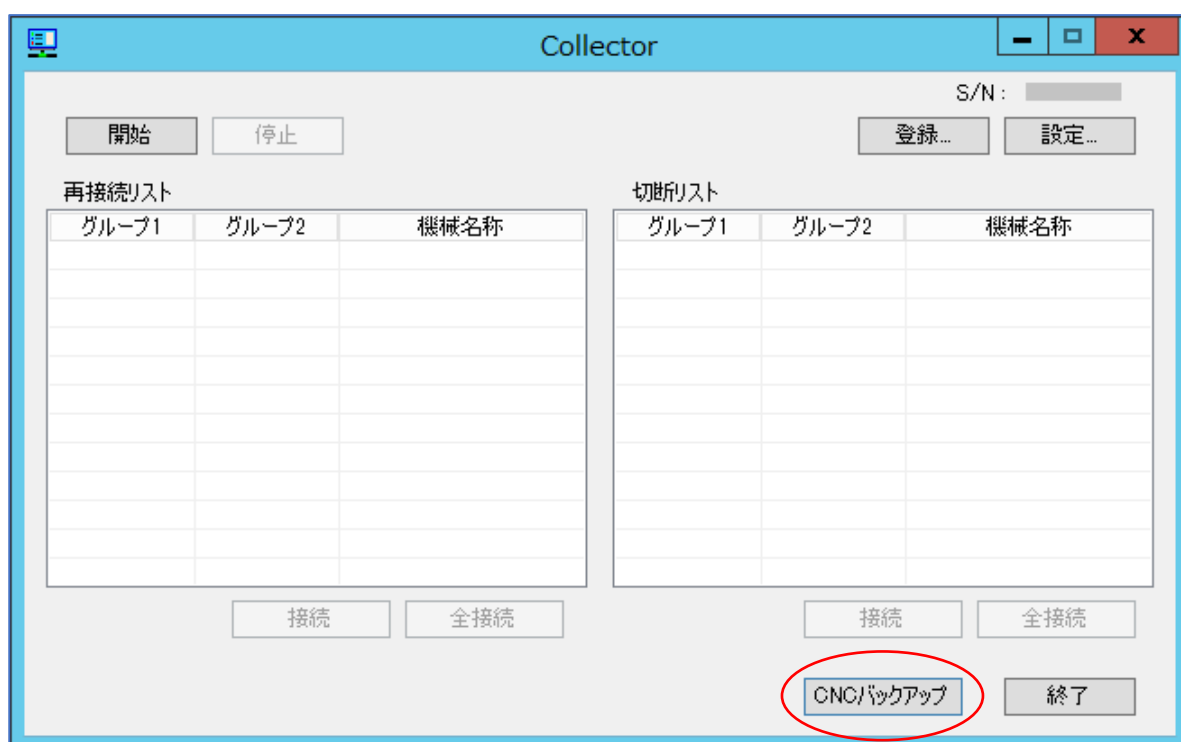 Collector
S/N :
開始 停止 登録... 設定...
再接続リスト 切断リスト
グループ1 グループ2 機械名称 グループ1 グループ2 機械名称
接続 全接続 接続 全接続
CNCバックアップ 終了